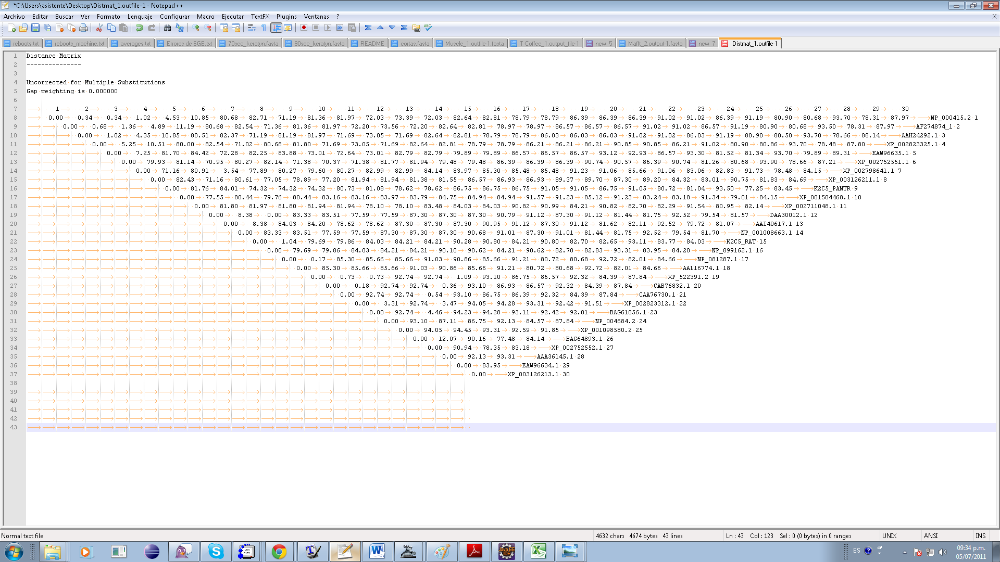 *C:\Users\asistente\Desktop\Distmat_1.outfile-1 - Notepad++
Archivo Editar Buscar Ver Formato Lenguaje Configurar Macro Ejecutar TextFX Plugins Ventanas ? X
reboots.txt reboots_machine.txt averages.txt Errores de SGE.txt 70sec_keratyn.fasta 90sec_keratyn.fasta README cortas.fasta Muscle_1.outfile-1.fasta T-Coffee_1.output_file-1 new 5 Mafft_2.output-1.fasta new 7 Distmat_1.outfile-1
1 Distance Matrix
2 ---------------
3
4 Uncorrected for Multiple Substitutions
5 Gap weighting is 0.000000
6
7 1 2 3 4 5 6 7 8 9 10 11 12 13 14 15 16 17 18 19 20 21 22 23 24 25 26 27 28 29 30
8 0.00 0.34 0.34 1.02 4.53 10.85 80.68 82.71 71.19 81.36 81.97 72.03 73.39 72.03 82.64 82.81 78.79 78.79 86.39 86.39 86.39 91.02 91.02 86.39 91.19 80.90 80.68 93.70 78.31 87.97 NP_000415.2 1
9 0.00 0.68 1.36 4.89 11.19 80.68 82.54 71.36 81.36 81.97 72.20 73.56 72.20 82.64 82.81 78.97 78.97 86.57 86.57 86.57 91.02 91.02 86.57 91.19 80.90 80.68 93.50 78.31 87.97 AF274874_1 2
10 0.00 1.02 4.35 10.85 80.51 82.37 71.19 81.19 81.97 71.86 73.05 71.86 82.64 82.81 78.79 78.79 86.03 86.03 86.03 91.02 91.02 86.03 91.19 80.90 80.50 93.70 78.66 88.14 AAH24292.1 3
11 0.00 5.25 10.51 80.00 82.54 71.02 80.68 81.80 71.69 73.05 71.69 82.64 82.81 78.79 78.79 86.21 86.21 86.21 90.85 90.85 86.21 91.02 80.90 80.86 93.70 78.48 87.80 XP_002823325.1 4
12 0.00 7.25 81.70 84.42 72.28 82.25 83.88 73.01 72.64 73.01 82.79 82.79 79.89 79.89 86.57 86.57 86.57 93.12 92.93 86.57 93.30 81.52 81.34 93.70 79.89 89.31 EAW96635.1 5
13 0.00 79.93 81.14 70.95 80.27 82.14 71.38 70.37 71.38 81.77 81.94 79.48 79.48 86.39 86.39 86.39 90.74 90.57 86.39 90.74 81.26 80.68 93.90 78.66 87.21 XP_002752551.1 6
14 0.00 71.16 80.91 3.54 77.89 80.27 79.60 80.27 82.99 82.99 84.14 83.97 85.30 85.48 85.48 91.23 91.06 85.66 91.06 83.06 82.83 91.73 78.48 84.15 XP_002798641.1 7
15 0.00 82.43 71.16 80.61 77.05 78.89 77.20 81.94 81.94 81.38 81.55 86.75 86.93 86.93 89.37 89.70 87.30 89.20 84.32 83.01 90.75 81.83 84.69 XP_003126211.1 8
16 0.00 81.76 84.01 74.32 74.32 74.32 80.73 81.08 78.62 78.62 86.75 86.75 86.75 91.05 91.05 86.75 91.05 80.72 81.04 93.50 77.25 83.45 K2C5_PANTR 9
17 0.00 77.55 80.44 79.76 80.44 83.16 83.16 83.97 83.79 84.75 84.94 84.94 91.57 91.23 85.12 91.23 83.24 83.18 91.34 79.01 84.15 XP_001504468.1 10
18 0.00 81.80 81.97 81.80 81.94 81.94 78.10 78.10 83.48 84.03 84.03 90.82 90.99 84.21 90.82 82.70 82.29 91.54 80.95 82.14 XP_002711048.1 11
19 0.00 8.38 0.00 83.33 83.51 77.59 77.59 87.30 87.30 87.30 90.79 91.12 87.30 91.12 81.44 81.75 92.52 79.54 81.57 DAA30012.1 12
20 0.00 8.38 84.03 84.20 78.62 78.62 87.30 87.30 87.30 90.95 91.12 87.30 91.12 81.62 82.11 92.52 79.72 81.07 AAI40617.1 13
21 0.00 83.33 83.51 77.59 77.59 87.30 87.30 87.30 90.68 91.01 87.30 91.01 81.44 81.75 92.52 79.54 81.70 NP_001008663.1 14
22 0.00 1.04 79.69 79.86 84.03 84.21 84.21 90.28 90.80 84.21 90.80 82.70 82.65 93.11 83.77 84.03 K2C5_RAT 15
23 0.00 79.69 79.86 84.03 84.21 84.21 90.10 90.62 84.21 90.62 82.70 82.83 93.31 83.95 84.20 NP_899162.1 16
24 0.00 0.17 85.30 85.66 85.66 91.03 90.86 85.66 91.21 80.72 80.68 92.72 82.01 84.66 NP_081287.1 17
25 0.00 85.30 85.66 85.66 91.03 90.86 85.66 91.21 80.72 80.68 92.72 82.01 84.66 AAL16774.1 18
26 0.00 0.73 0.73 92.74 92.74 1.09 93.10 86.75 86.57 92.32 84.39 87.84 XP_522391.2 19
27 0.00 0.18 92.74 92.74 0.36 93.10 86.93 86.57 92.32 84.39 87.84 CAB76832.1 20
28 0.00 92.74 92.74 0.54 93.10 86.75 86.39 92.32 84.39 87.84 CAA76730.1 21
29 0.00 3.31 92.74 3.47 94.05 94.28 93.31 92.42 91.51 XP_002823312.1 22
30 0.00 92.74 4.46 94.23 94.28 93.11 92.42 92.01 BAG61056.1 23
31 0.00 93.10 87.11 86.75 92.13 84.57 87.84 NP_004684.2 24
32 0.00 94.05 94.45 93.31 92.59 91.85 XP_001098580.2 25
33 0.00 12.07 90.16 77.48 84.14 BAG64893.1 26
34 0.00 90.94 78.35 83.18 XP_002752552.1 27
35 0.00 92.13 93.31 AAA36145.1 28
36 0.00 83.95 EAW96634.1 29
37 0.00 XP_003126213.1 30
38
39
40
41
42
43
Normal text file 4632 chars 4674 bytes 43 lines Ln : 43 Col : 123 Sel : 0 (0 bytes) in 0 ranges UNIX ANSI INS
ES 09:34 p.m.
05/07/2011